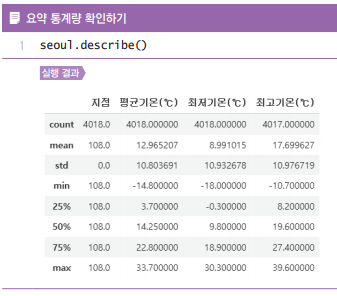 요약 통계량 확인하기
1 seoul.describe()
실행 결과
지점 평균기온(℃) 최저기온(℃) 최고기온(℃)
count 4018.0 4018.000000 4018.000000 4017.000000
mean 108.0 12.965207 8.991015 17.699627
std 0.0 10.803691 10.932678 10.976719
min 108.0 -14.800000 -18.000000 -10.700000
25% 108.0 3.700000 -0.300000 8.200000
50% 108.0 14.250000 9.800000 19.600000
75% 108.0 22.800000 18.900000 27.400000
max 108.0 33.700000 30.300000 39.600000